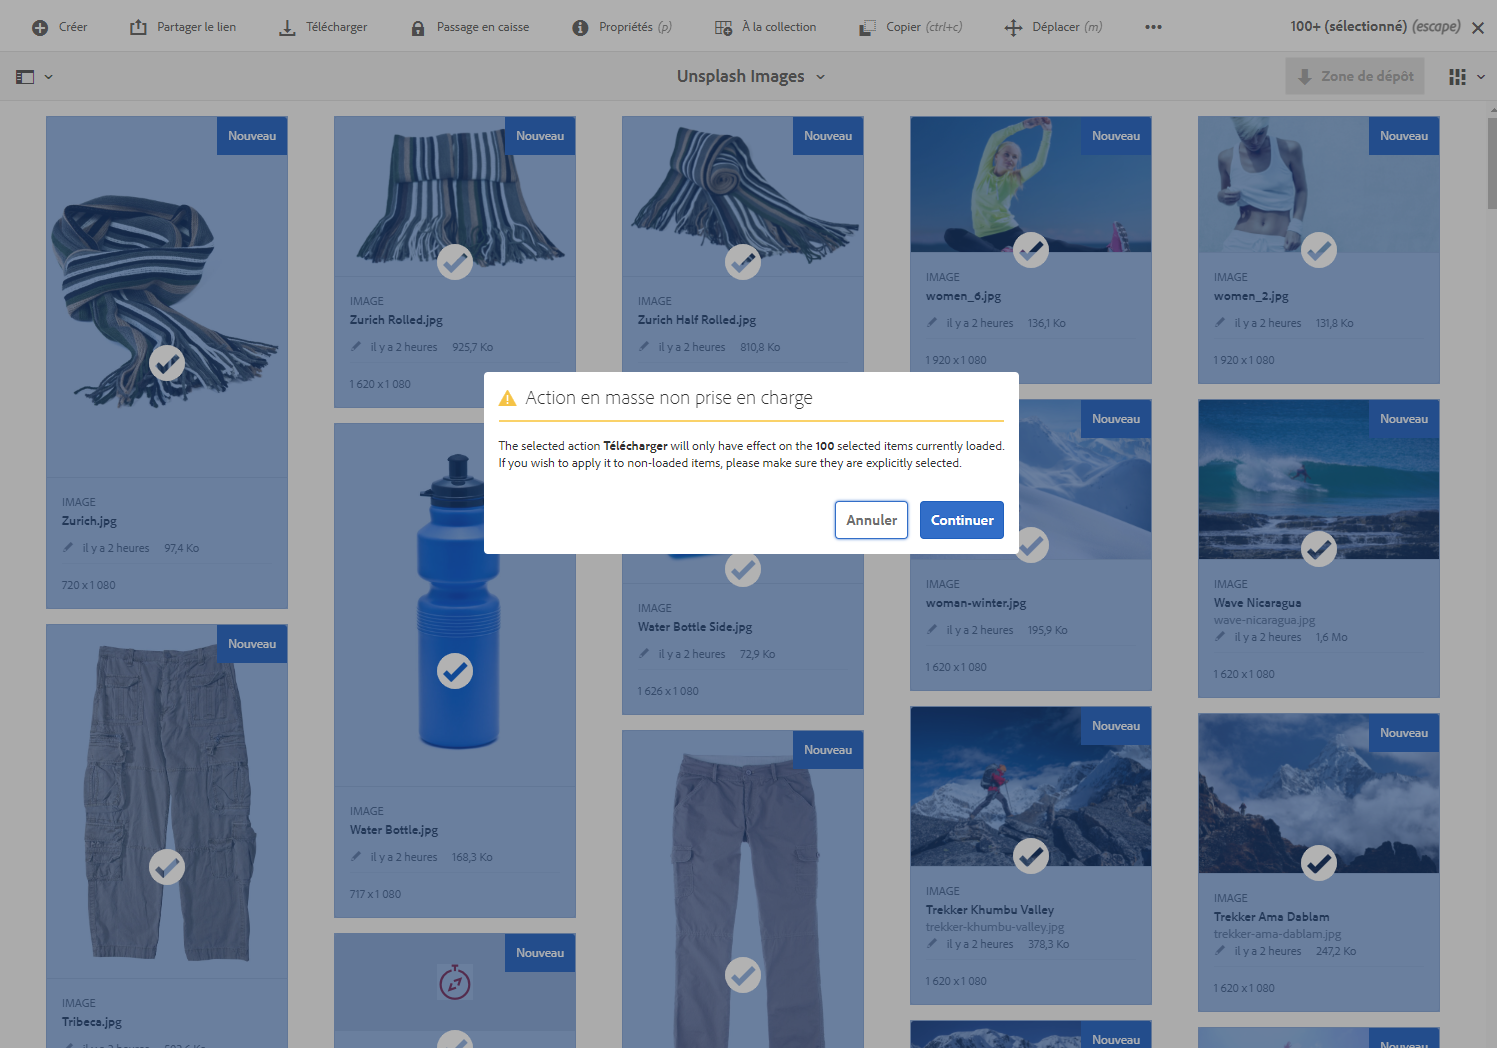 Créer
Partager le lien
Télécharger
Passage en caisse
Propriétés (p)
À la collection
Copier (ctrl+c)
Déplacer (m)
100+ (sélectionné) (escape)
Unsplash Images
Zone de dépôt
Nouveau
IMAGE
Zurich.jpg
il y a 2 heures 97,4 Ko
720 x 1 080
Nouveau
IMAGE
Tribeca.jpg
Nouveau
IMAGE
Zurich Rolled.jpg
il y a 2 heures 925,7 Ko
1 620 x 1 080
IMAGE
Water Bottle.jpg
il y a 2 heures 168,3 Ko
717 x 1 080
Nouveau
Nouveau
IMAGE
Zurich Half Rolled.jpg
il y a 2 heures 810,8 Ko
IMAGE
Water Bottle Side.jpg
il y a 2 heures 72,9 Ko
1 626 x 1 080
Nouveau
Nouveau
IMAGE
women_6.jpg
il y a 2 heures 136,1 Ko
1 920 x 1 080
Nouveau
IMAGE
woman-winter.jpg
il y a 2 heures 195,9 Ko
1 620 x 1 080
Nouveau
IMAGE
Trekker Khumbu Valley
trekker-khumbu-valley.jpg
il y a 2 heures 378,3 Ko
1 620 x 1 080
Nouveau
Nouveau
IMAGE
women_2.jpg
il y a 2 heures 131,8 Ko
1 920 x 1 080
Nouveau
IMAGE
Wave Nicaragua
wave-nicaragua.jpg
il y a 2 heures 1,6 Mo
1 620 x 1 080
Nouveau
IMAGE
Trekker Ama Dablam
trekker-ama-dablam.jpg
il y a 2 heures 247,2 Ko
1 620 x 1 080
Nouveau
Action en masse non prise en charge
The selected action Télécharger will only have effect on the 100 selected items currently loaded.
If you wish to apply it to non-loaded items, please make sure they are explicitly selected.
Annuler
Continuer